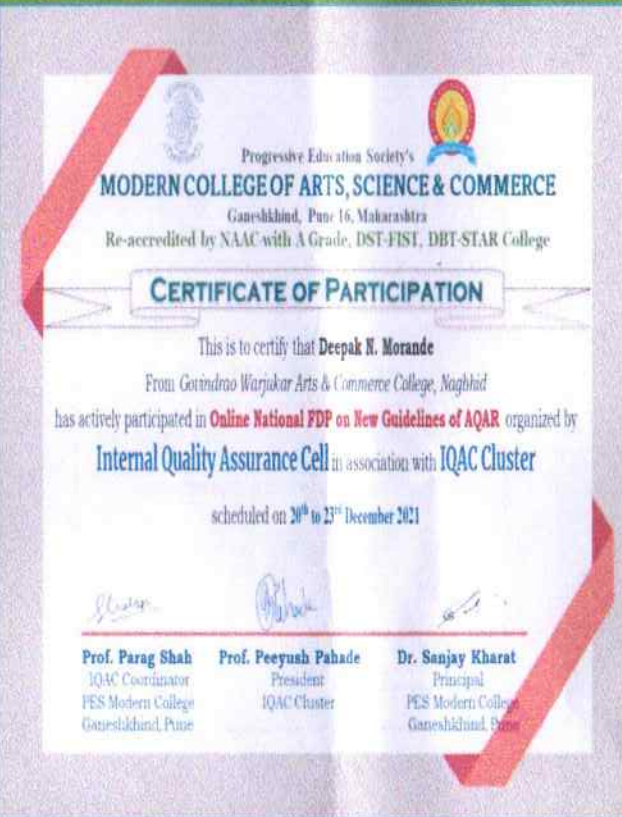 Progressive Education Society's
MODERN COLLEGE OF ARTS, SCIENCE & COMMERCE
Ganeshkhind, Pune 16, Maharashtra
Re-accredited by NAAC with A Grade, DST-FIST, DBT-STAR College
CERTIFICATE OF PARTICIPATION
This is to certify that Deepak N. Morande
From Govindrao Warjukar Arts & Commerce College, Nagbhid
has actively participated in Online National FDP on New Guidelines of AQAR organized by
Internal Quality Assurance Cell in association with IQAC Cluster
scheduled on 20th to 23rd December 2021
Prof. Parag Shah Prof. Peeyush Pahade Dr. Sanjay Kharat
IQAC Coordinator President Principal
PES Modern College IQAC Cluster PES Modern College
Ganeshkhind, Pune Ganeshkhind, Pune